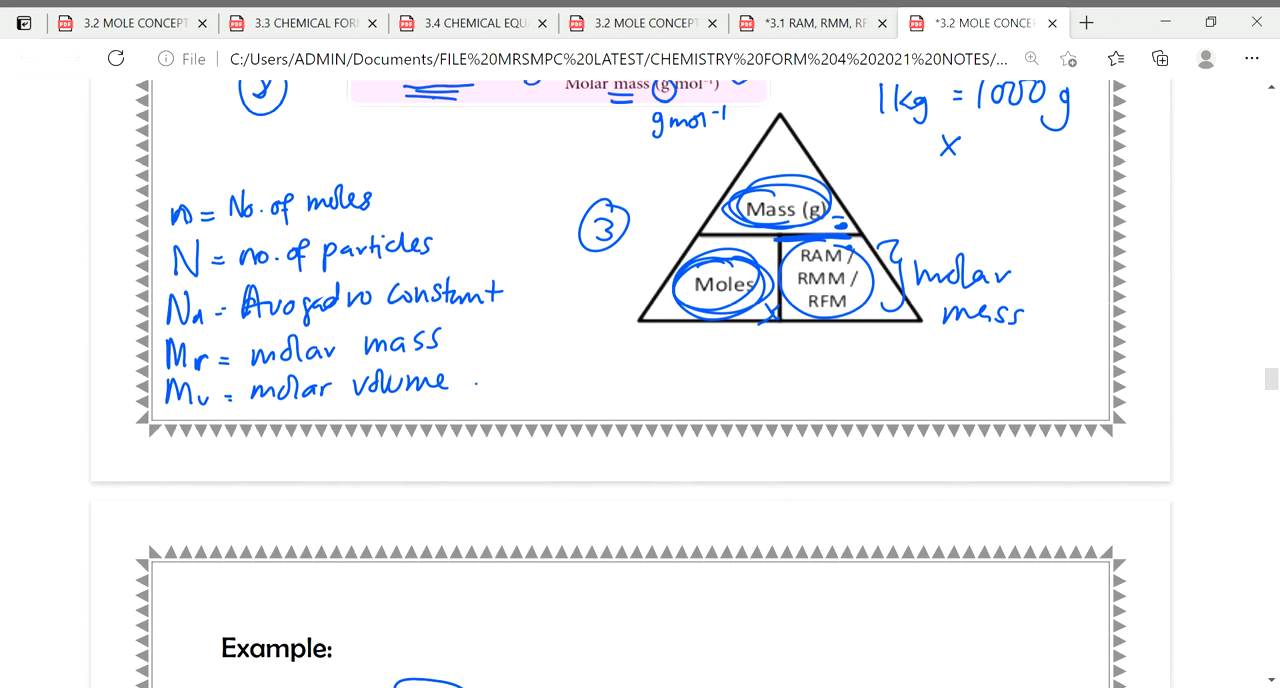 3.2 MOLE CONCEPT
3.3 CHEMICAL FOR
3.4 CHEMICAL EQU
3.2 MOLE CONCEPT
*3.1 RAM, RMM, RF
*3.2 MOLE CONCE
File
C:/Users/ADMIN/Documents/FILE%20MRSMPC%20LATEST/CHEMISTRY%20FORM%204%202021%20NOTES/...
Molar mass (g mol⁻¹)
g mol⁻¹
1 kg = 1000 g
x
n = No. of moles
N = no. of particles
NA = Avogadro constant
Mr = molar mass
Mv = molar volume
3
Mass (g)
Moles
x
RAM /
RMM /
RFM
molar
mass
Example: